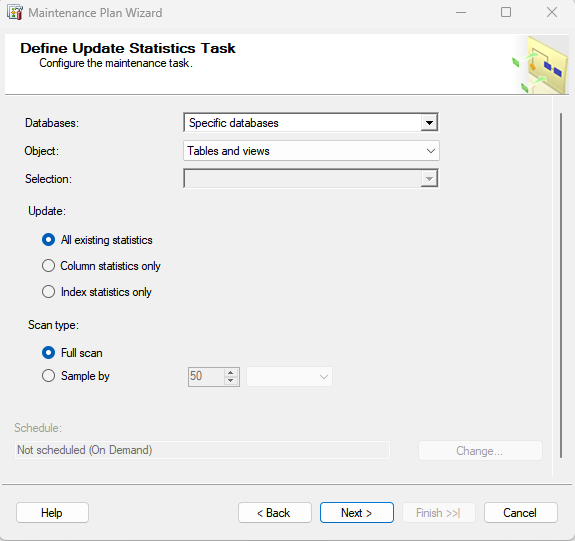 Maintenance Plan Wizard
Define Update Statistics Task
Configure the maintenance task.
Databases: Specific databases
Object: Tables and views
Selection:
Update:
All existing statistics
Column statistics only
Index statistics only
Scan type:
Full scan
Sample by 50
Schedule:
Not scheduled (On Demand) Change...
Help < Back Next > Finish >>| Cancel